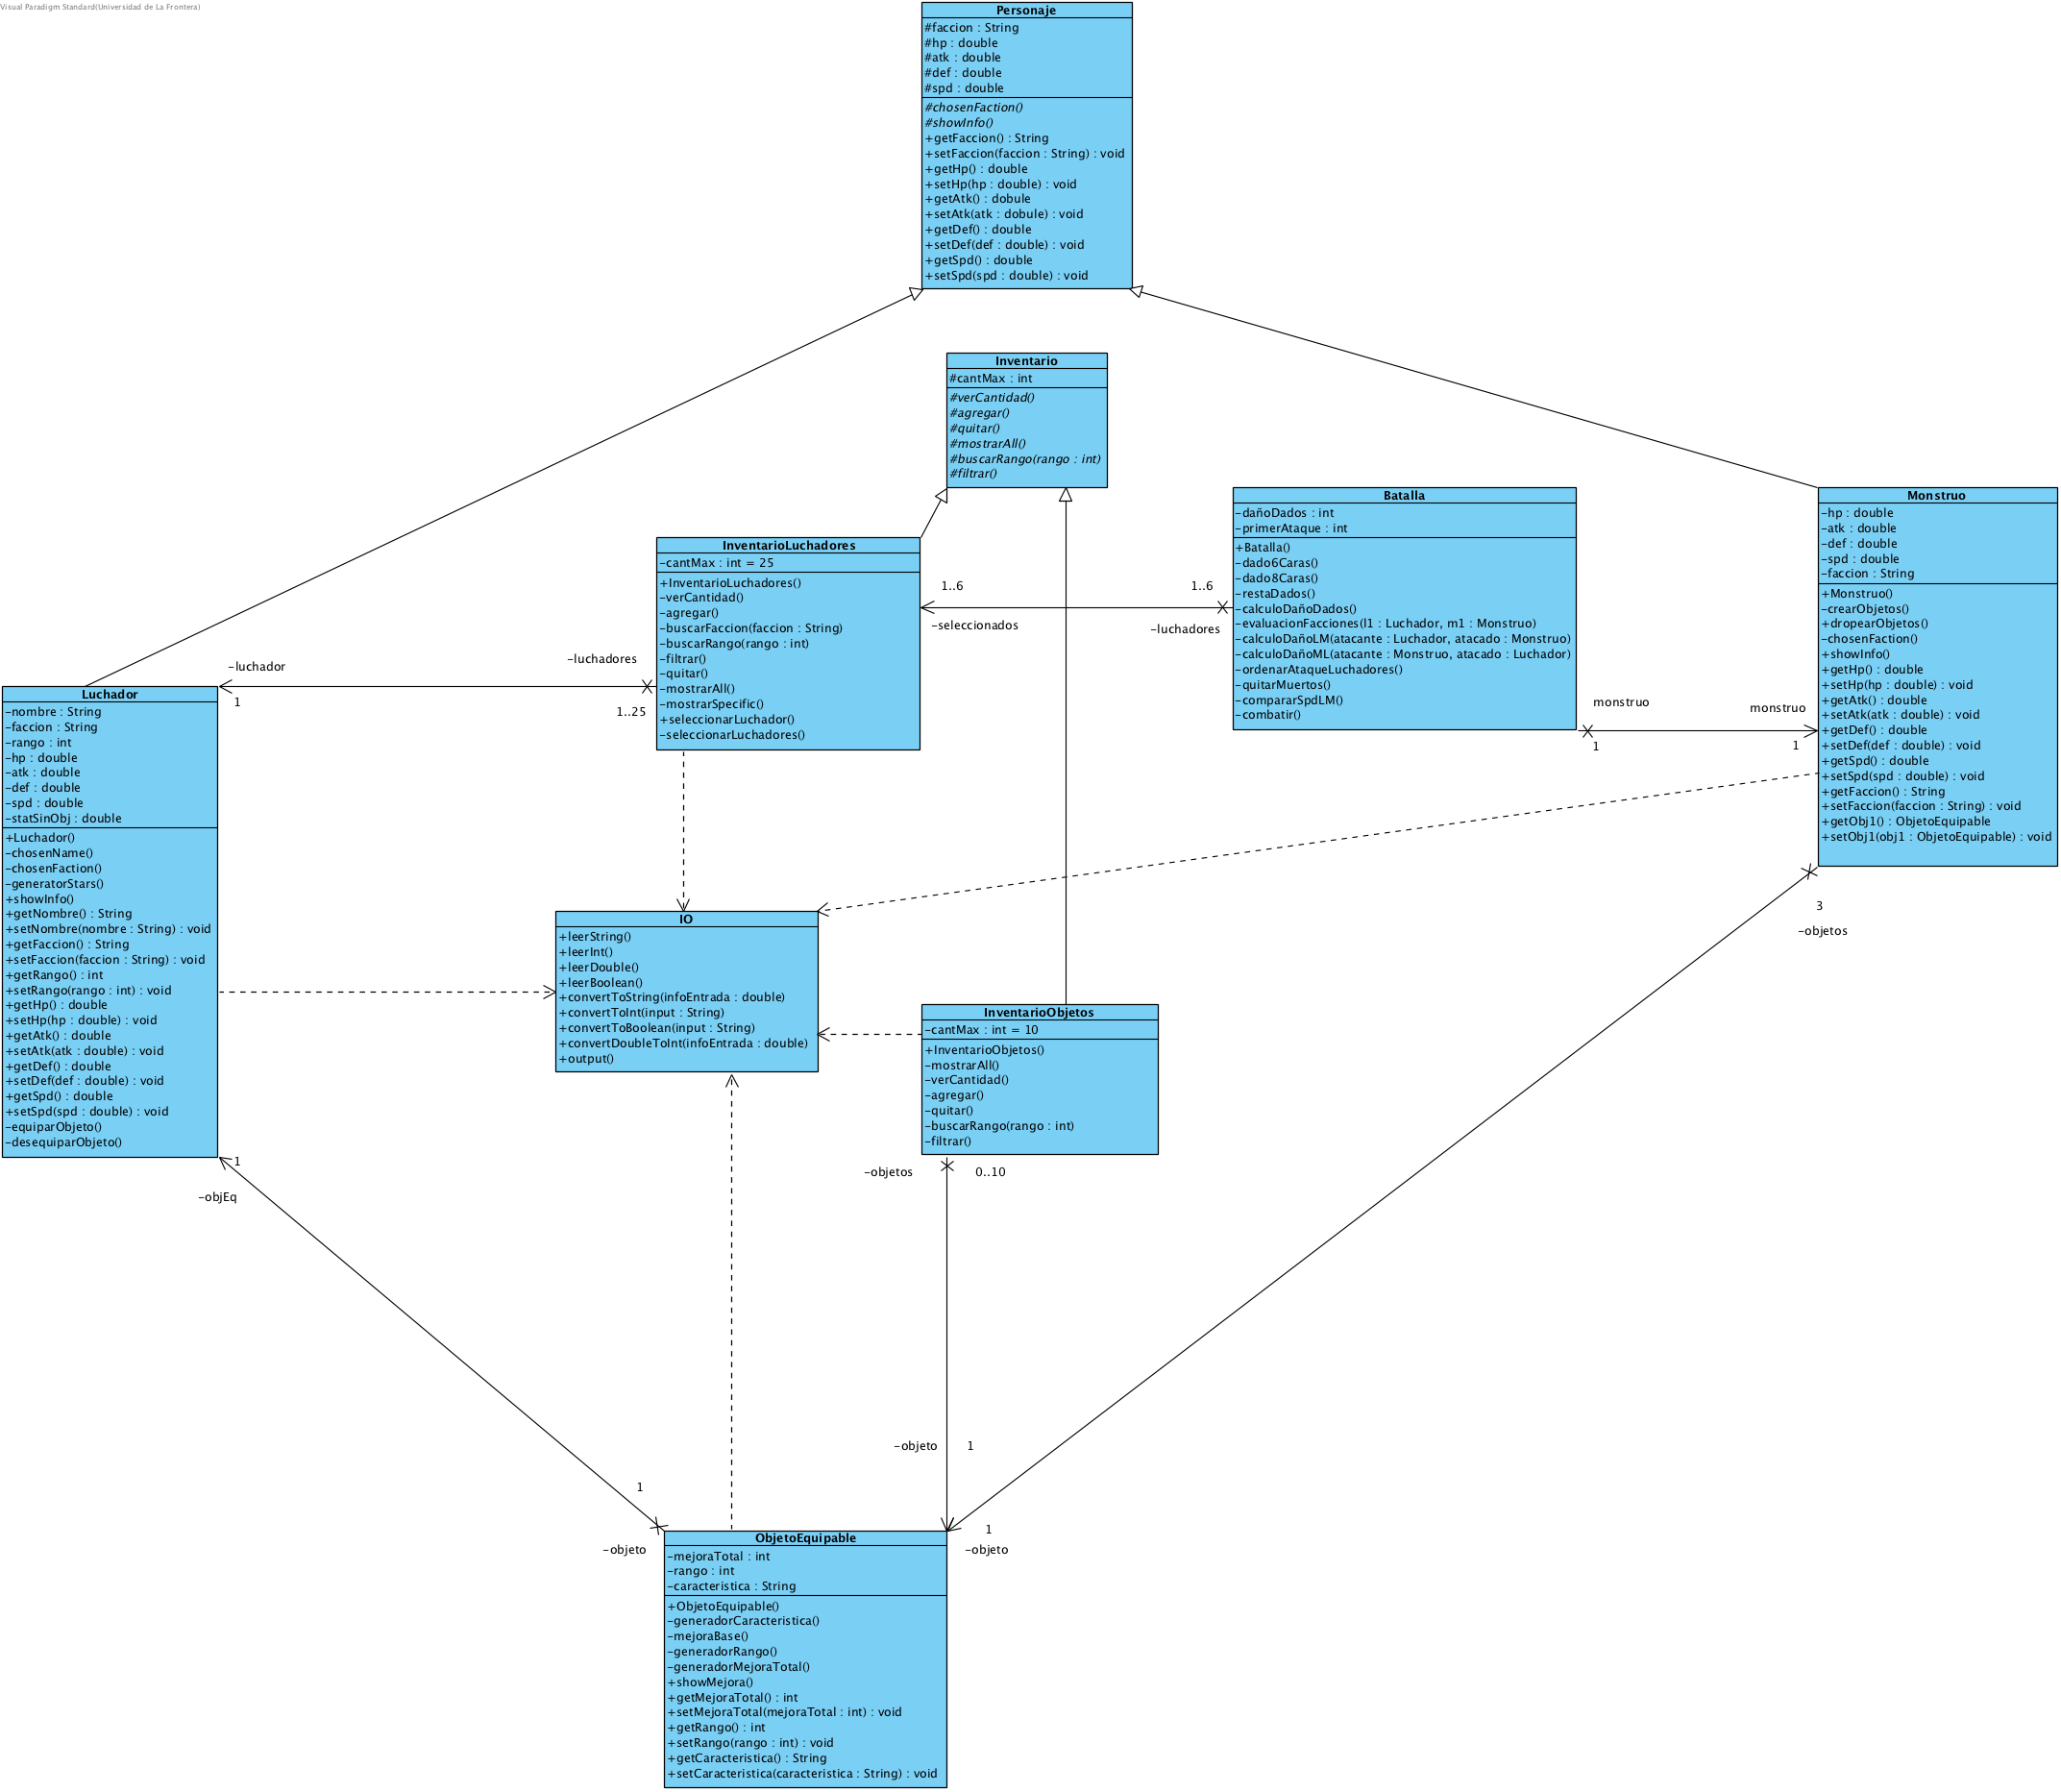 Visual Paradigm Standard(Universidad de La Frontera)
Personaje
#faccion : String
#hp : double
#atk : double
#def : double
#spd : double
#chosenFaction()
#showInfo()
+getFaccion() : String
+setFaccion(faccion : String) : void
+getHp() : double
+setHp(hp : double) : void
+getAtk() : dobule
+setAtk(atk : dobule) : void
+getDef() : double
+setDef(def : double) : void
+getSpd() : double
+setSpd(spd : double) : void
Inventario
#cantMax : int
#verCantidad()
#agregar()
#quitar()
#mostrarAll()
#buscarRango(rango : int)
#filtrar()
InventarioLuchadores
-cantMax : int = 25
+InventarioLuchadores()
-verCantidad()
-agregar()
-buscarFaccion(faccion : String)
-buscarRango(rango : int)
-filtrar()
-quitar()
-mostrarAll()
-mostrarSpecific()
+seleccionarLuchador()
-seleccionarLuchadores()
1..6
-seleccionados
1..6
-luchadores
Batalla
-dañoDados : int
-primerAtaque : int
+Batalla()
-dado6Caras()
-dado8Caras()
-restaDados()
-calculoDañoDados()
-evaluacionFacciones(l1 : Luchador, m1 : Monstruo)
-calculoDañoLM(atacante : Luchador, atacado : Monstruo)
-calculoDañoML(atacante : Monstruo, atacado : Luchador)
-ordenarAtaqueLuchadores()
-quitarMuertos()
-compararSpdLM()
-combatir()
monstruo
1
monstruo
1
Monstruo
-hp : double
-atk : double
-def : double
-spd : double
-faccion : String
+Monstruo()
-crearObjetos()
+dropearObjetos()
-chosenFaction()
+showInfo()
+getHp() : double
+setHp(hp : double) : void
+getAtk() : double
+setAtk(atk : double) : void
+getDef() : double
+setDef(def : double) : void
+getSpd() : double
+setSpd(spd : double) : void
+getFaccion() : String
+setFaccion(faccion : String) : void
+getObj1() : ObjetoEquipable
+setObj1(obj1 : ObjetoEquipable) : void
3
-objetos
-luchador
1
-luchadores
1..25
Luchador
-nombre : String
-faccion : String
-rango : int
-hp : double
-atk : double
-def : double
-spd : double
-statSinObj : double
+Luchador()
-chosenName()
-chosenFaction()
-generatorStars()
+showInfo()
+getNombre() : String
+setNombre(nombre : String) : void
+getFaccion() : String
+setFaccion(faccion : String) : void
+getRango() : int
+setRango(rango : int) : void
+getHp() : double
+setHp(hp : double) : void
+getAtk() : double
+setAtk(atk : double) : void
+getDef() : double
+setDef(def : double) : void
+getSpd() : double
+setSpd(spd : double) : void
-equiparObjeto()
-desequiparObjeto()
1
-objEq
IO
+leerString()
+leerInt()
+leerDouble()
+leerBoolean()
+convertToString(infoEntrada : double)
+convertToInt(input : String)
+convertToBoolean(input : String)
+convertDoubleToInt(infoEntrada : double)
+output()
InventarioObjetos
-cantMax : int = 10
+InventarioObjetos()
-mostrarAll()
-verCantidad()
-agregar()
-quitar()
-buscarRango(rango : int)
-filtrar()
-objetos
0..10
-objeto
1
1
-objeto
1
-objeto
ObjetoEquipable
-mejoraTotal : int
-rango : int
-caracteristica : String
+ObjetoEquipable()
-generadorCaracteristica()
-mejoraBase()
-generadorRango()
-generadorMejoraTotal()
+showMejora()
+getMejoraTotal() : int
+setMejoraTotal(mejoraTotal : int) : void
+getRango() : int
+setRango(rango : int) : void
+getCaracteristica() : String
+setCaracteristica(caracteristica : String) : void